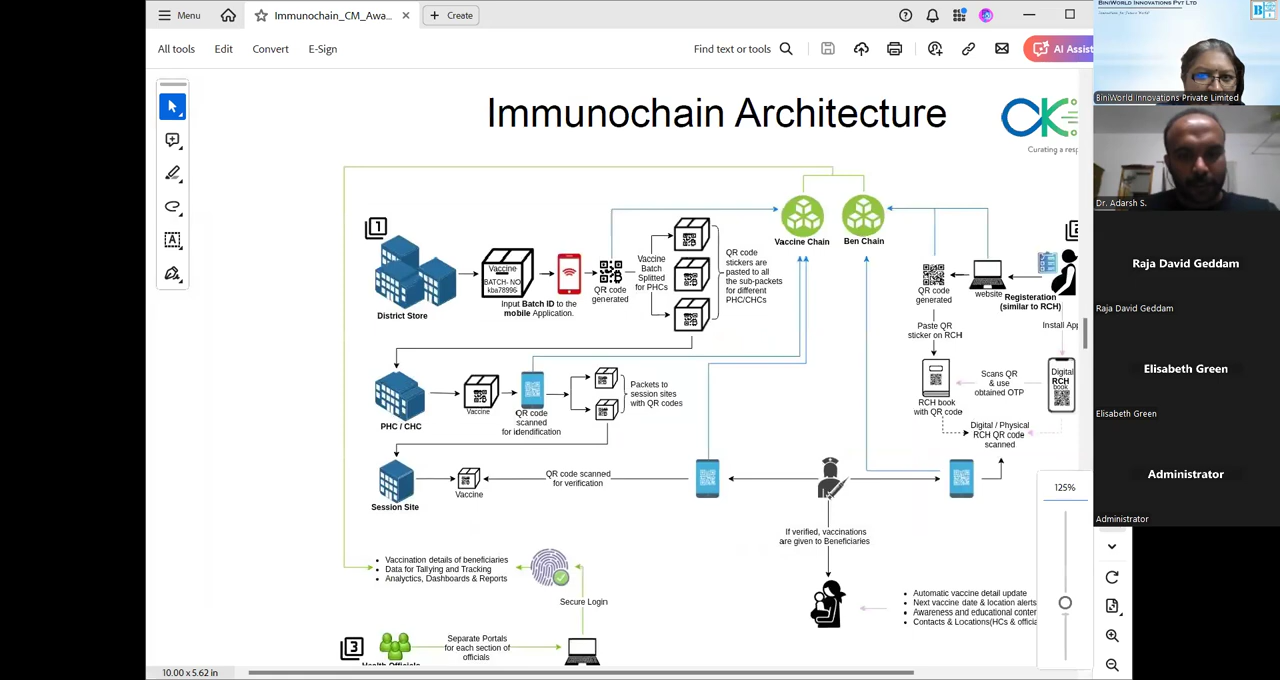 Menu
Immunochain_CM_Awa...
Create
All tools
Edit
Convert
E-Sign
Find text or tools
AI Assist
Immunochain Architecture
Curating a resp
1
District Store
Vaccine
BATCH- NO
kba78996
Input Batch ID to the
mobile Application.
QR code
generated
Vaccine
Batch
Splitted
for PHCs
QR code
stickers are
pasted to all
the sub-packets
for different
PHC/CHCs
Vaccine Chain
Ben Chain
QR code
generated
website
Registeration
(similar to RCH)
Paste QR
sticker on RCH
Install App
PHC / CHC
Vaccine
QR code
scanned
for identification
Packets to
session sites
with QR codes
RCH book
with QR code
Scans QR
& use
obtained OTP
Digital
RCH
book
Digital / Physical
RCH QR code
scanned
Session Site
Vaccine
QR code scanned
for verification
If verified, vaccinations
are given to Beneficiaries
• Vaccination details of beneficiaries
• Data for Tallying and Tracking
• Analytics, Dashboards & Reports
Secure Login
• Automatic vaccine detail update
• Next vaccine date & location alerts
• Awareness and educational conten
• Contacts & Locations(HCs & officia
3
Health Officials
Separate Portals
for each section of
officials
125%
10.00 x 5.62 in
BINIWORLD INNOVATIONS PVT LTD
BiniWorld Innovations Private Limited
Dr. Adarsh S.
Raja David Geddam
Raja David Geddam
Elisabeth Green
Elisabeth Green
Administrator
Administrator